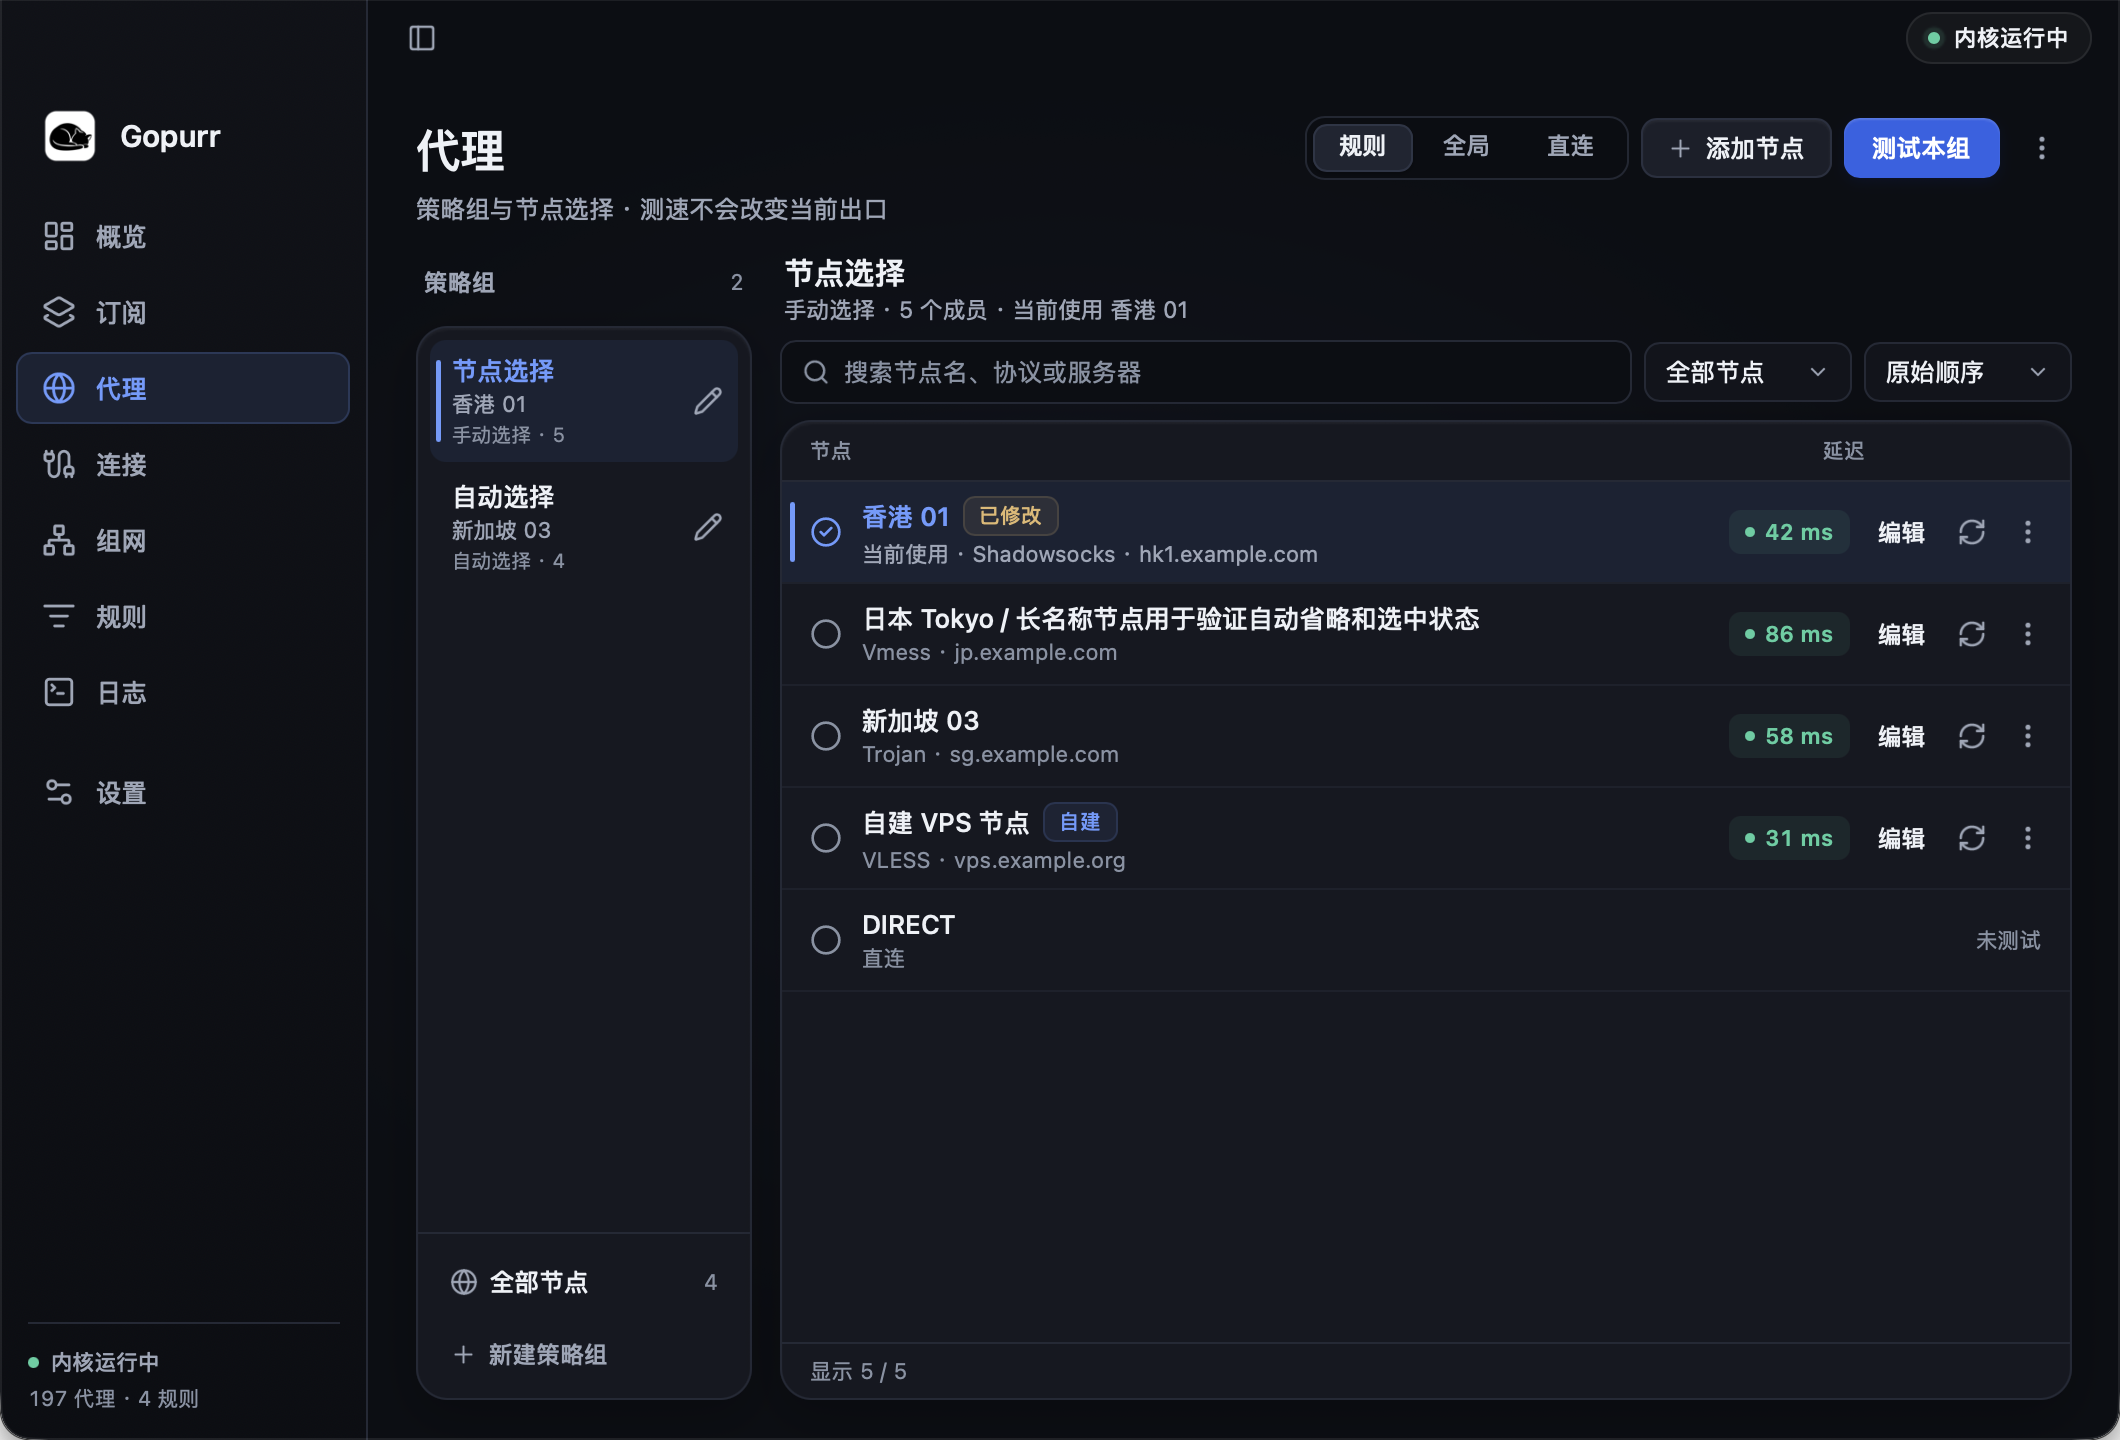 内核运行中
Gopurr
概览
订阅
代理
连接
组网
规则
日志
设置
内核运行中
197 代理 · 4 规则
代理
策略组与节点选择 · 测速不会改变当前出口
规则 全局 直连
添加节点
测试本组
策略组 2
节点选择
香港 01
手动选择 · 5
自动选择
新加坡 03
自动选择 · 4
全部节点 4
新建策略组
节点选择
手动选择 · 5 个成员 · 当前使用 香港 01
搜索节点名、协议或服务器
全部节点
原始顺序
节点 延迟
香港 01 已修改
当前使用 · Shadowsocks · hk1.example.com
42 ms 编辑
日本 Tokyo / 长名称节点用于验证自动省略和选中状态
Vmess · jp.example.com
86 ms 编辑
新加坡 03
Trojan · sg.example.com
58 ms 编辑
自建 VPS 节点 自建
VLESS · vps.example.org
31 ms 编辑
DIRECT
直连
未测试
显示 5 / 5